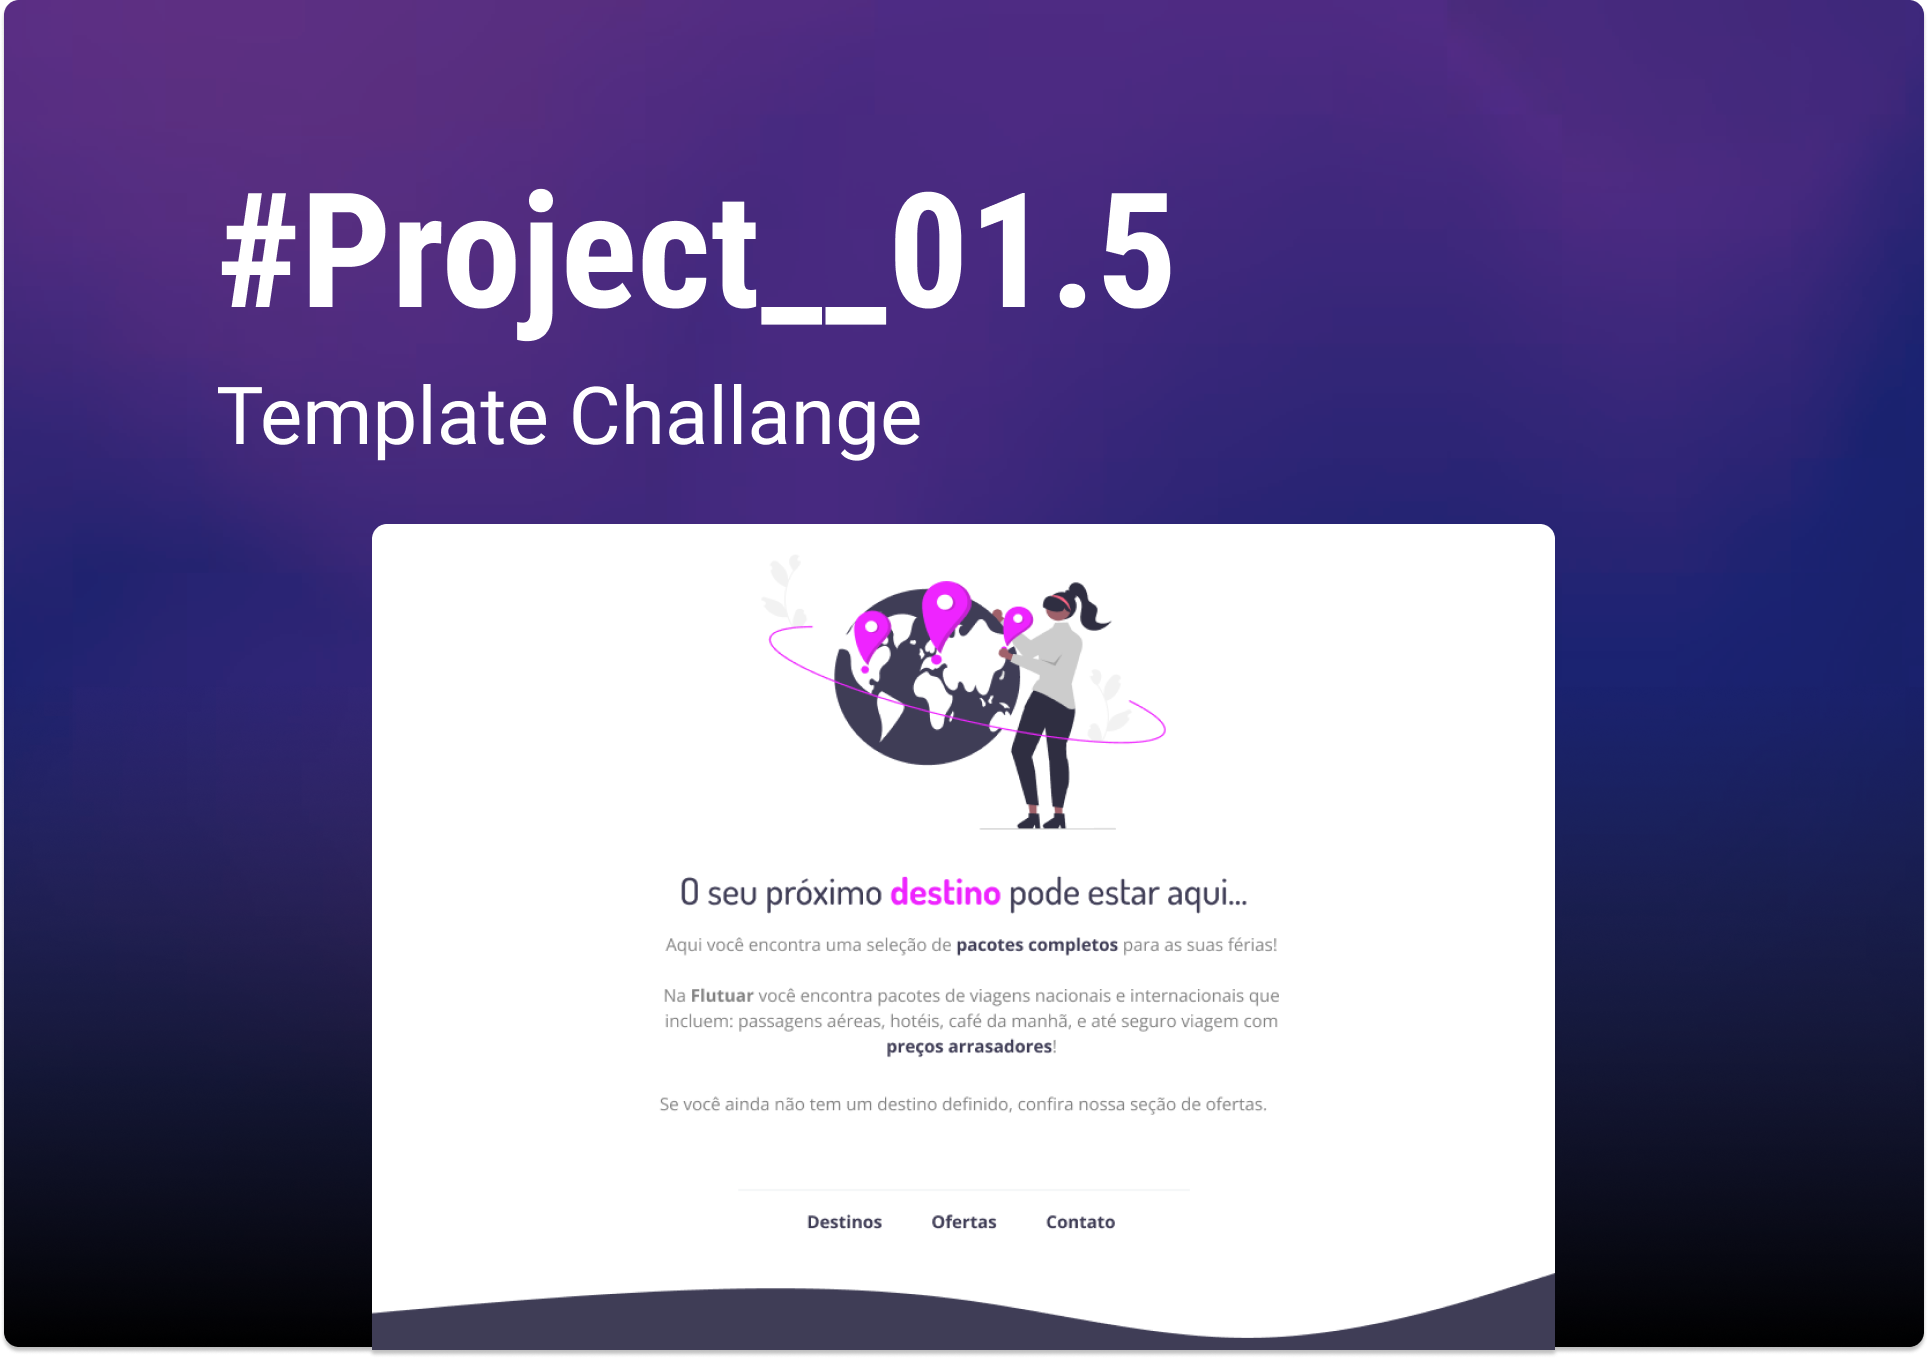 #Project__01.5
Template Challange
O seu próximo destino pode estar aqui...
Aqui você encontra uma seleção de pacotes completos para as suas férias!
Na Flutuar você encontra pacotes de viagens nacionais e internacionais que
incluem: passagens aéreas, hotéis, café da manhã, e até seguro viagem com
preços arrasadores!
Se você ainda não tem um destino definido, confira nossa seção de ofertas.
Destinos Ofertas Contato